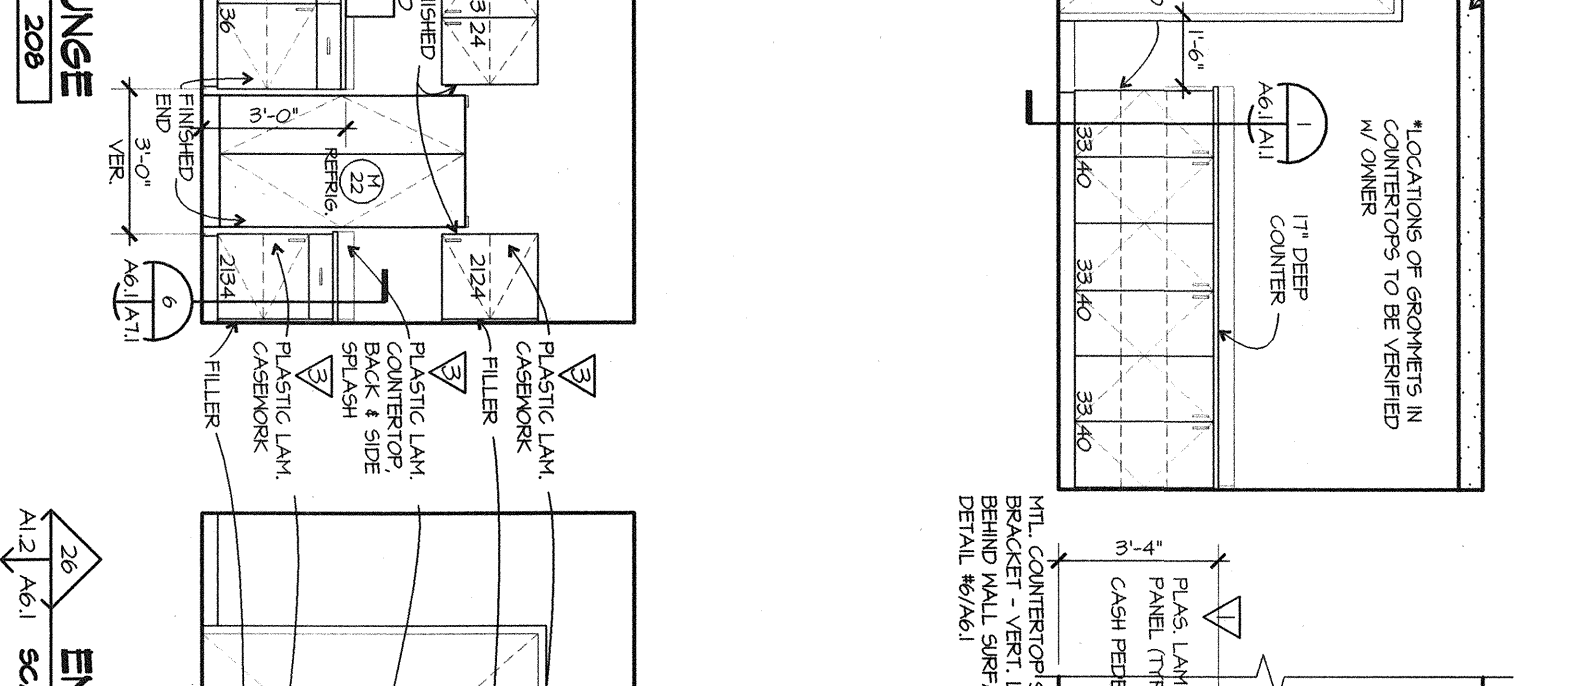 *LOCATIONS OF GROMMETS IN
COUNTERTOPS TO BE VERIFIED
W/ OWNER
17" DEEP
COUNTER
1'-6"
1
A6.1 A1.1
33 40
33 40
33 40
MTL. COUNTERTOP
BRACKET - VERT.
BEHIND WALL
DETAIL #6/A6.1
3'-4"
1
PLAS. LAM
PANEL
CASH
24
36
FINISHED
END
3'-0"
M
22
REFRIG.
3'-0"
VER.
2134
2124
6
A6.1 A7.1
3
PLASTIC LAM.
CASEWORK
FILLER
3
PLASTIC LAM.
COUNTERTOP,
BACK & SIDE
SPLASH
3
PLASTIC LAM.
CASEWORK
FILLER
208
26
A1.2 A6.1